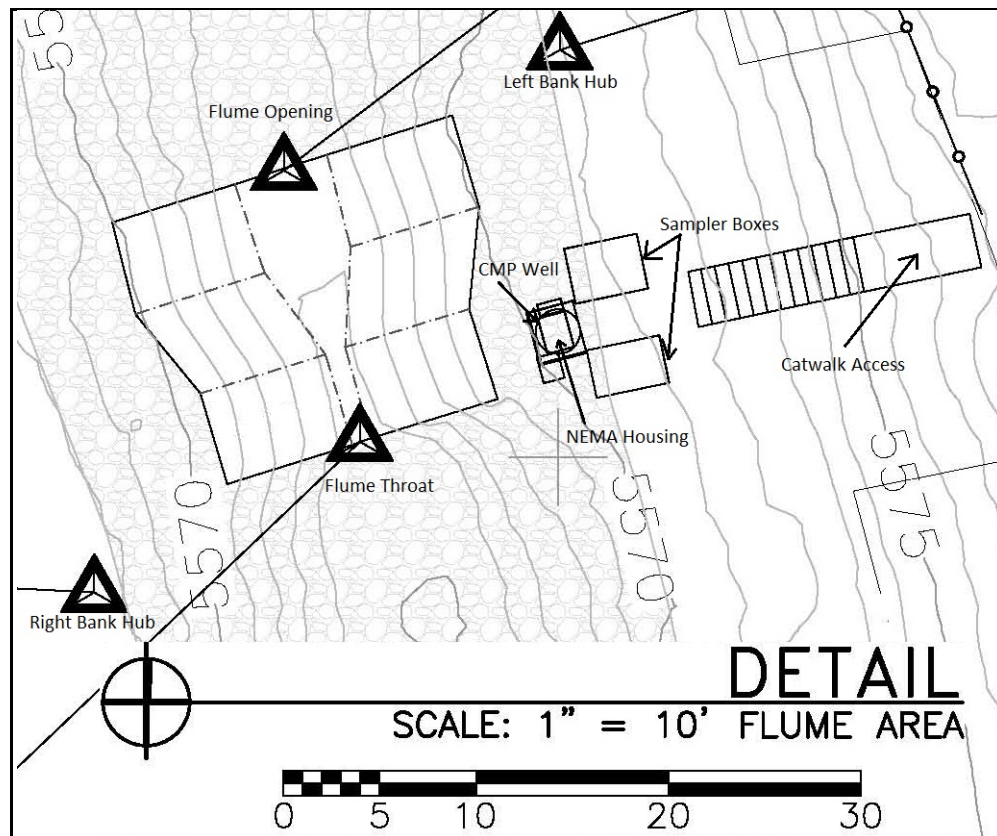 55
Left Bank Hub
Flume Opening
Sampler Boxes
CMP Well
Catwalk Access
NEMA Housing
5575
Flume Throat
5570
5570
Right Bank Hub
DETAIL
SCALE: 1" = 10' FLUME AREA
0 5 10 20 30